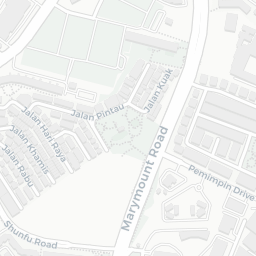 Jalan Kuak
Jalan Pintau
Jalan Hari Raya
Jalan Khamis
Jalan Rabu
Marymount Road
Pemimpin Drive
Shunfu Road